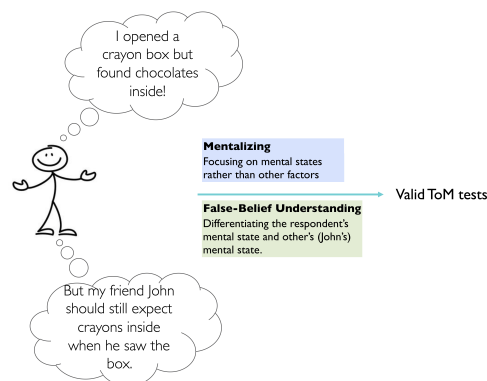 I opened a
crayon box but
found chocolates
inside!
Mentalizing
Focusing on mental states
rather than other factors
Valid ToM tests
False-Belief Understanding
Differentiating the respondent's
mental state and other's (John's)
mental state.
But my friend John
should still expect
crayons inside
when he saw the
box.